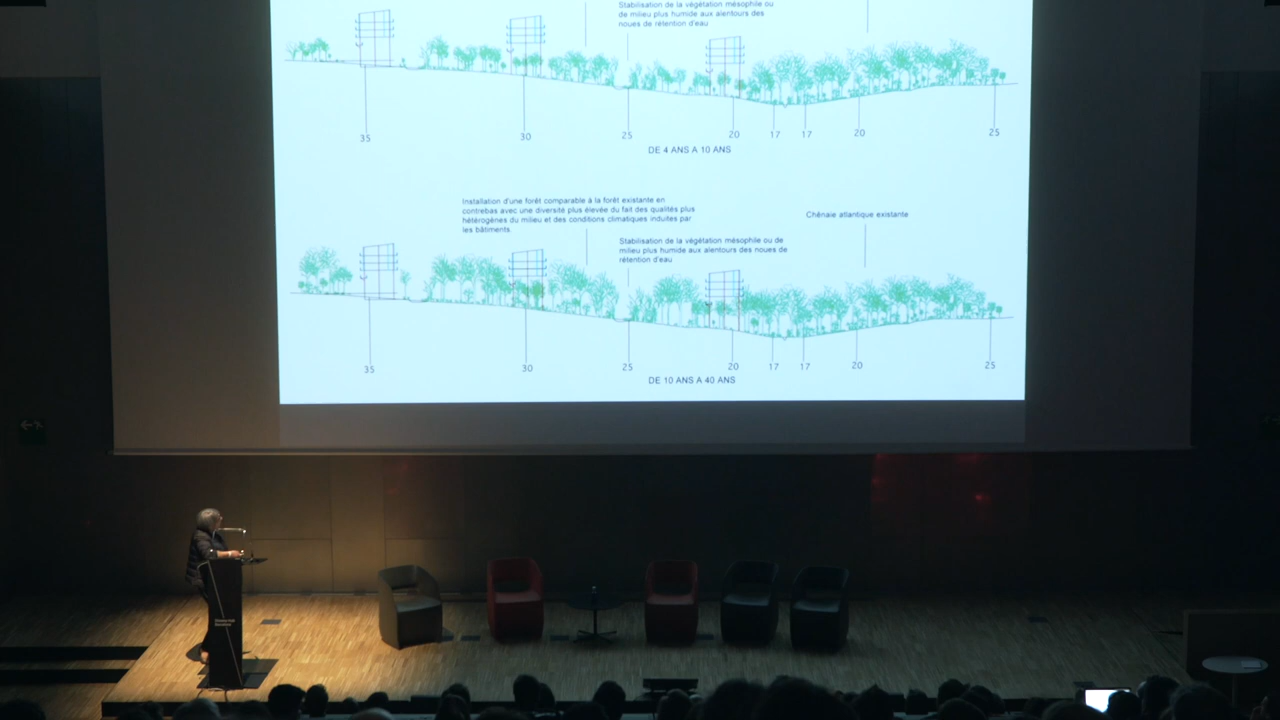 Stabilisation de la végétation mésophile ou
de milieu plus humide aux alentours des
noues de rétention d'eau
35
30
25
20
17
17
20
25
DE 4 ANS A 10 ANS
Installation d'une forêt comparable à la forêt existante en
contrebas avec une diversité plus élevée du fait des qualités plus
hétérogènes du milieu et des conditions climatiques induites par
les bâtiments.
Chênaie atlantique existante
Stabilisation de la végétation mésophile ou de
milieu plus humide aux alentours des noues de
rétention d'eau
35
30
25
20
17
17
20
25
DE 10 ANS A 40 ANS